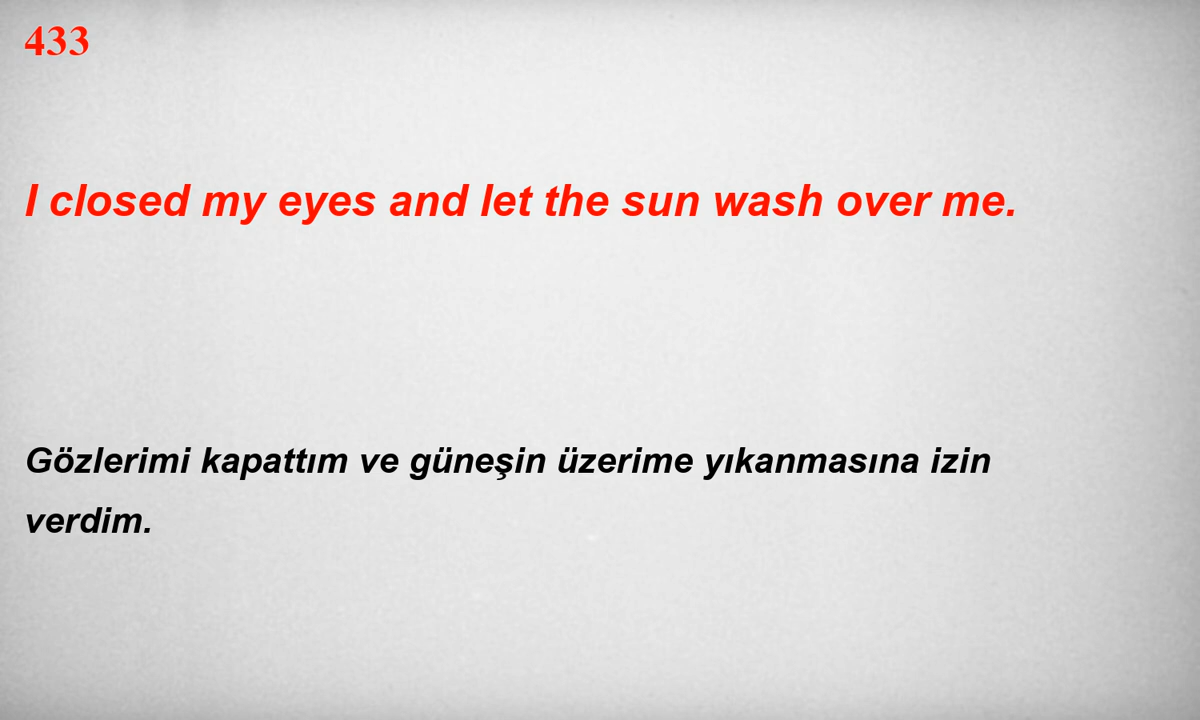 433
I closed my eyes and let the sun wash over me.
Gözlerimi kapattım ve güneşin üzerime yıkanmasına izin
verdim.